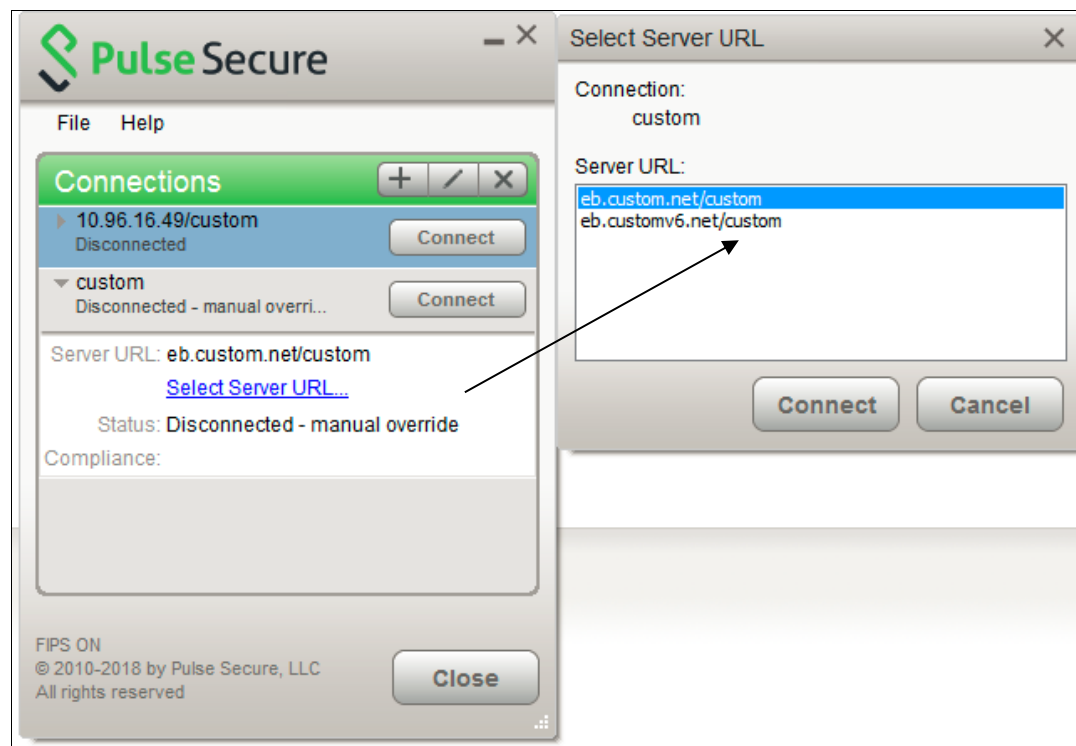 Pulse Secure
File Help
Connections
10.96.16.49/custom
Disconnected
Connect
custom
Disconnected - manual overri...
Connect
Server URL: eb.custom.net/custom
Select Server URL...
Status: Disconnected - manual override
Compliance:
FIPS ON
© 2010-2018 by Pulse Secure, LLC
All rights reserved
Close
Select Server URL
Connection:
custom
Server URL:
eb.custom.net/custom
eb.customv6.net/custom
Connect Cancel